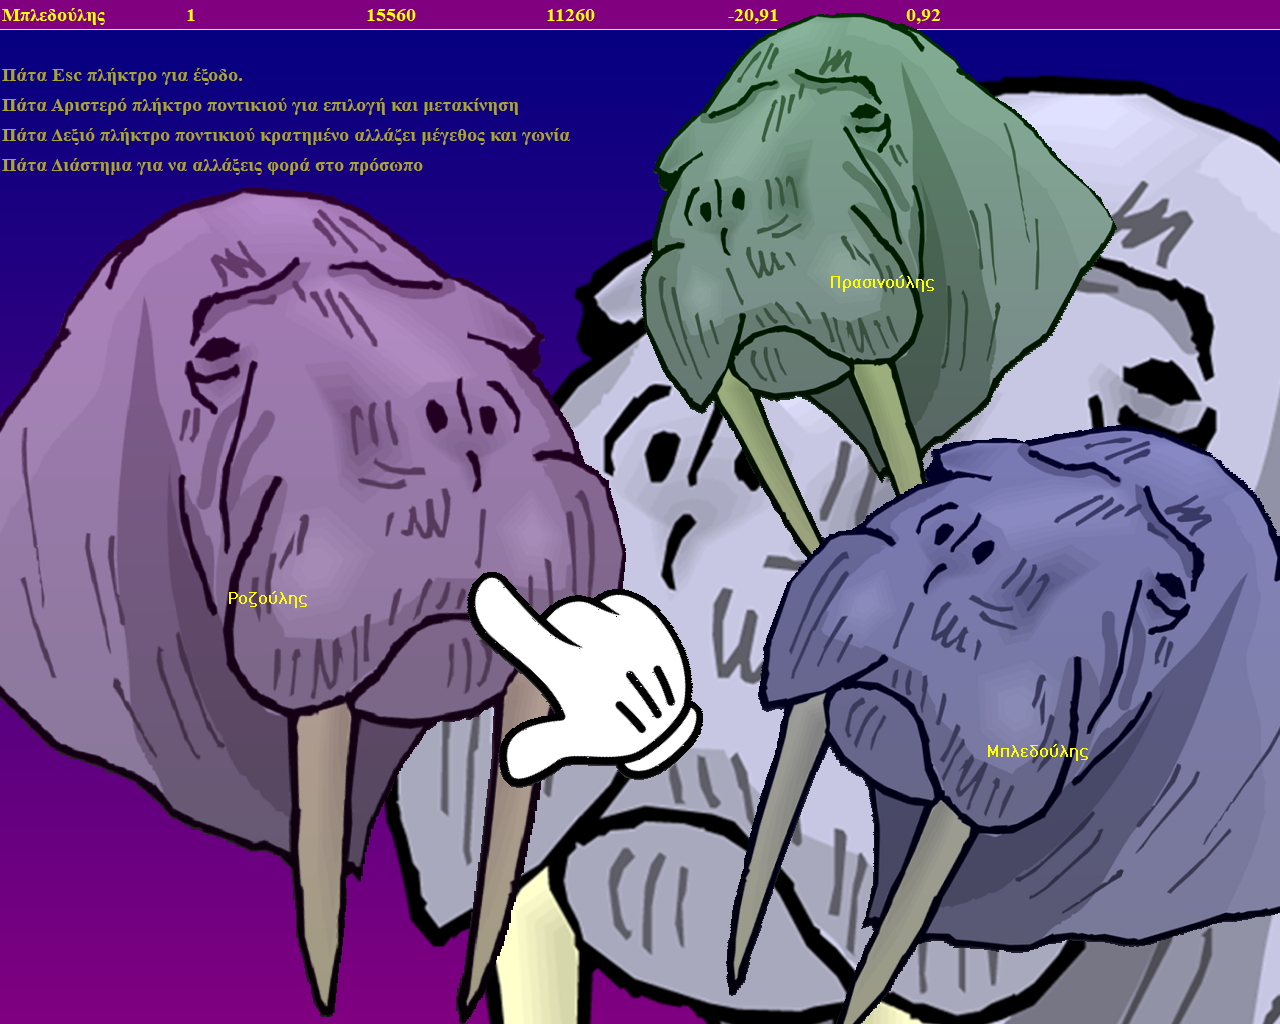 Μπλεδούλης 1 15560 11260 -20,91 0,92
Πάτα Esc πλήκτρο για έξοδο.
Πάτα Αριστερό πλήκτρο ποντικιού για επιλογή και μετακίνηση
Πάτα Δεξιό πλήκτρο ποντικιού κρατημένο αλλάζει μέγεθος και γωνία
Πάτα Διάστημα για να αλλάξεις φορά στο πρόσωπο
Πρασινούλης
Ροζούλης
Μπλεδούλης